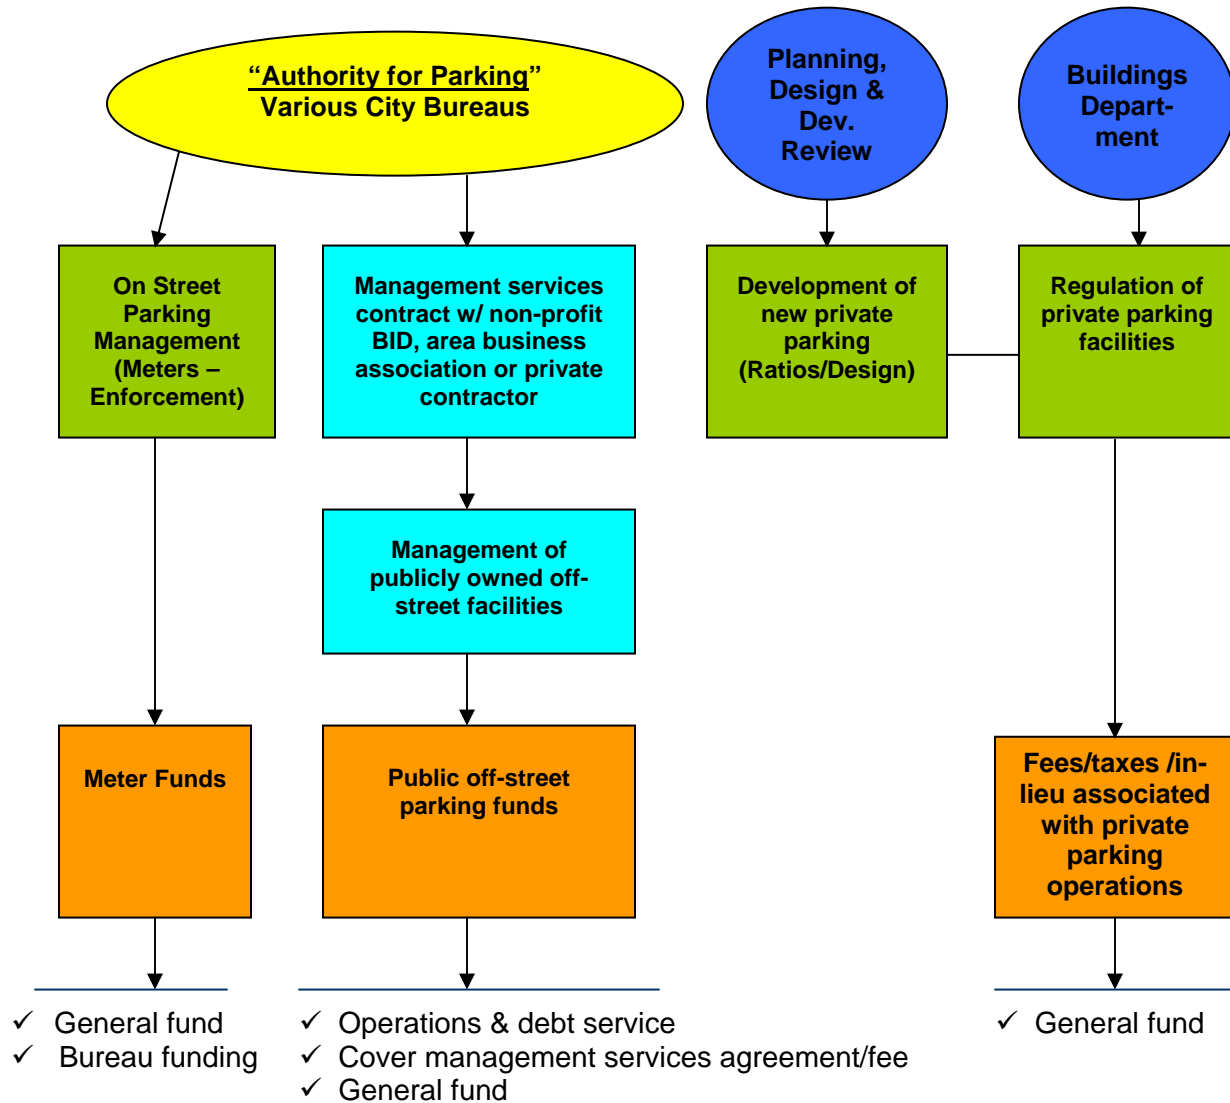 “Authority for Parking”
Various City Bureaus
Planning,
Design &
Dev.
Review
Buildings
Depart-
ment
On Street
Parking
Management
(Meters –
Enforcement)
Management services
contract w/ non-profit
BID, area business
association or private
contractor
Development of
new private
parking
(Ratios/Design)
Regulation of
private parking
facilities
Management of
publicly owned off-
street facilities
Meter Funds
Public off-street
parking funds
Fees/taxes /in-
lieu associated
with private
parking
operations
✓ General fund
✓ Bureau funding
✓ Operations & debt service
✓ Cover management services agreement/fee
✓ General fund
✓ General fund